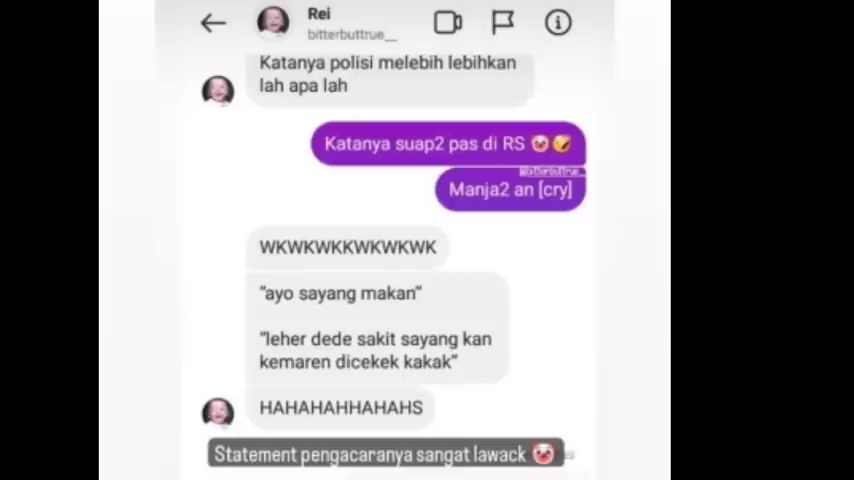 Rei
bitterbuttrue__
Katanya polisi melebih lebihkan
lah apa lah
Katanya suap2 pas di RS 🤡🤣
@bitterbuttrue__
Manja2 an [cry]
WKWKWKKWKWKWK
“ayo sayang makan”
“leher dede sakit sayang kan
kemaren dicekek kakak”
HAHAHAHHAHAHS
Statement pengacaranya sangat lawack 🤡